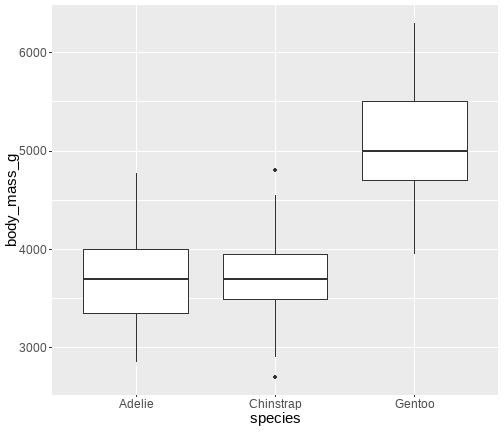 body_mass_g
6000
5000
4000
3000
Adelie Chinstrap Gentoo
species